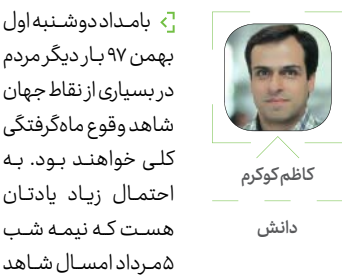 بامداد دوشنبه اول
بهمن ۹۷ بار دیگر مردم
در بسیاری از نقاط جهان
شاهد وقوع ماه‌گرفتگی
کلی خواهند بود. به
احتمال زیاد یادتان
هست که نیمه شب
۵مرداد امسال شاهد
کاظم کوکرم
دانش